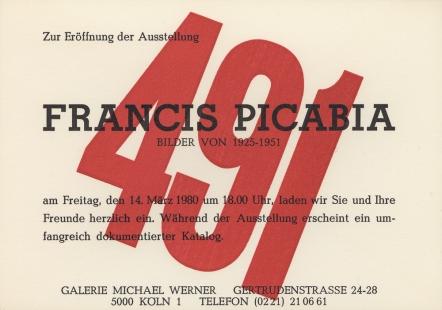 Zur Eröffnung der Ausstellung
491
FRANCIS PICABIA
BILDER VON 1925-1951
am Freitag, den 14. März 1980 um 18.00 Uhr, laden wir Sie und Ihre
Freunde herzlich ein. Während der Ausstellung erscheint ein um-
fangreich dokumentierter Katalog.
GALERIE MICHAEL WERNER GERTRUDENSTRASSE 24-28
5000 KÖLN 1 TELEFON (0221) 21 06 61